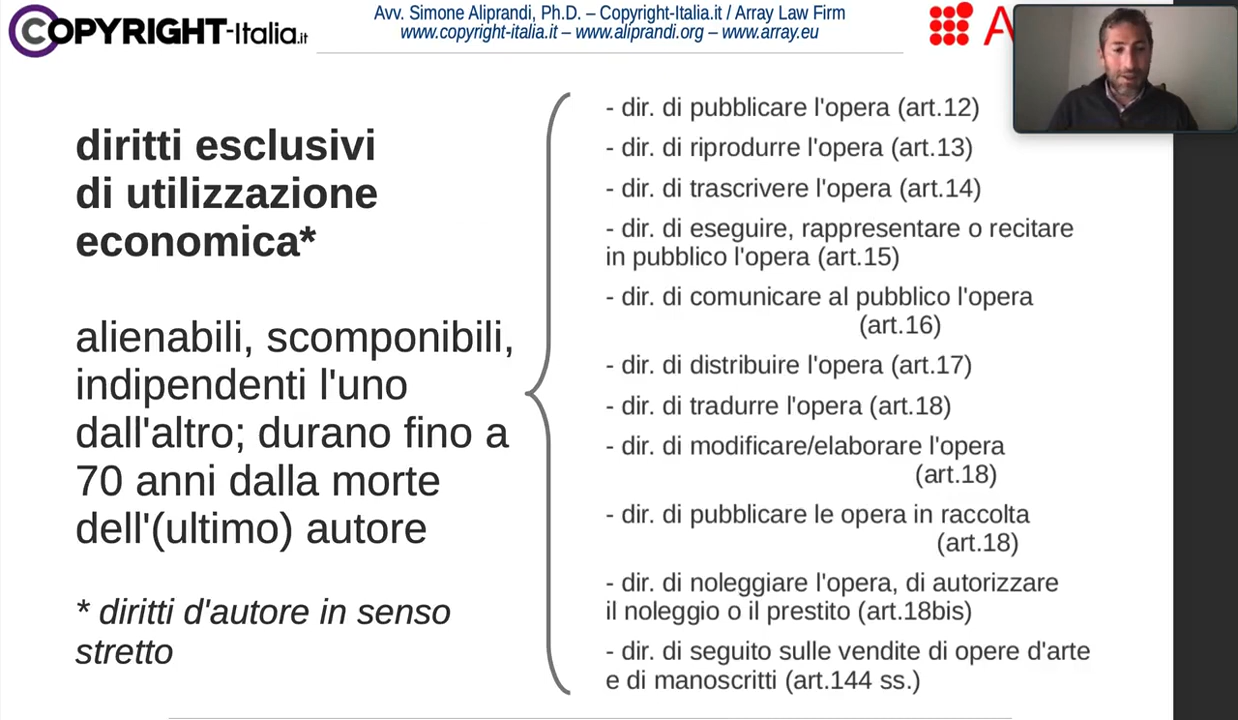 COPYRIGHT-Italia.it
Avv. Simone Aliprandi, Ph.D. – Copyright-Italia.it / Array Law Firm
www.copyright-italia.it – www.aliprandi.org – www.array.eu
A
diritti esclusivi
di utilizzazione
economica*
alienabili, scomponibili,
indipendenti l'uno
dall'altro; durano fino a
70 anni dalla morte
dell'(ultimo) autore
* diritti d'autore in senso
stretto
- dir. di pubblicare l'opera (art.12)
- dir. di riprodurre l'opera (art.13)
- dir. di trascrivere l'opera (art.14)
- dir. di eseguire, rappresentare o recitare
in pubblico l'opera (art.15)
- dir. di comunicare al pubblico l'opera
(art.16)
- dir. di distribuire l'opera (art.17)
- dir. di tradurre l'opera (art.18)
- dir. di modificare/elaborare l'opera
(art.18)
- dir. di pubblicare le opera in raccolta
(art.18)
- dir. di noleggiare l'opera, di autorizzare
il noleggio o il prestito (art.18bis)
- dir. di seguito sulle vendite di opere d'arte
e di manoscritti (art.144 ss.)